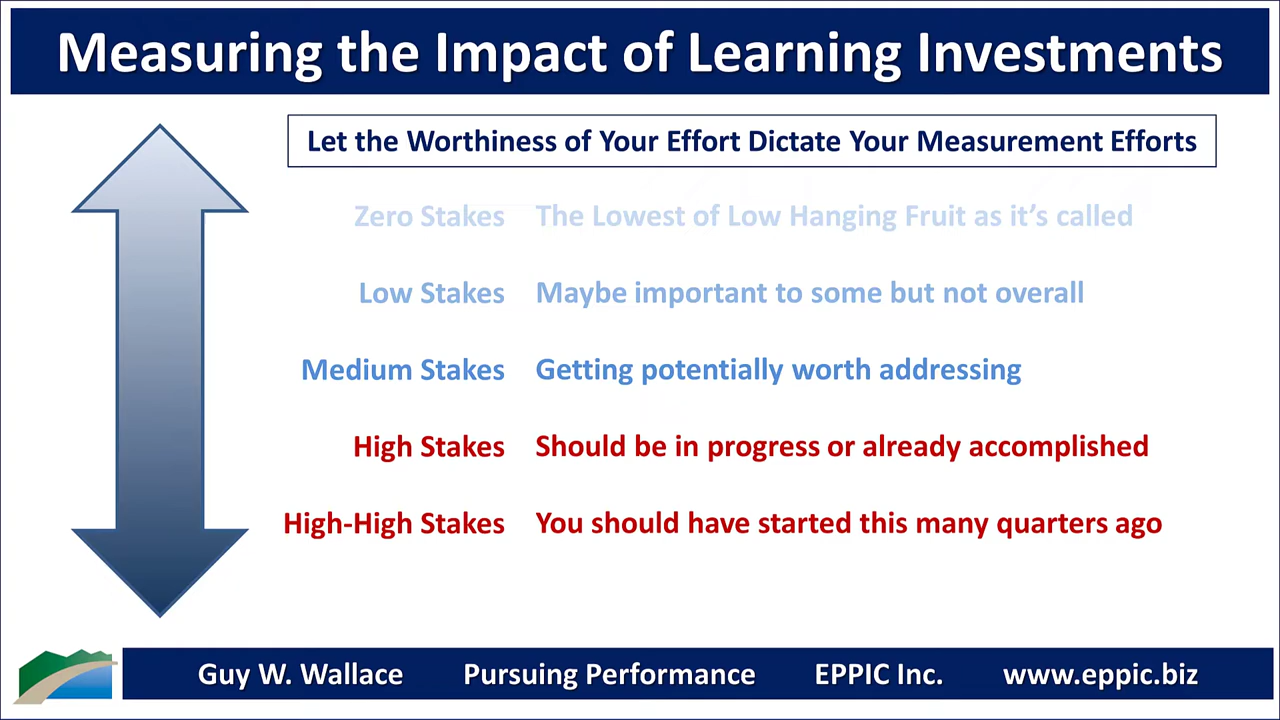 Measuring the Impact of Learning Investments
Let the Worthiness of Your Effort Dictate Your Measurement Efforts
Zero Stakes The Lowest of Low Hanging Fruit as it's called
Low Stakes Maybe important to some but not overall
Medium Stakes Getting potentially worth addressing
High Stakes Should be in progress or already accomplished
High-High Stakes You should have started this many quarters ago
Guy W. Wallace Pursuing Performance EPPIC Inc. www.eppic.biz